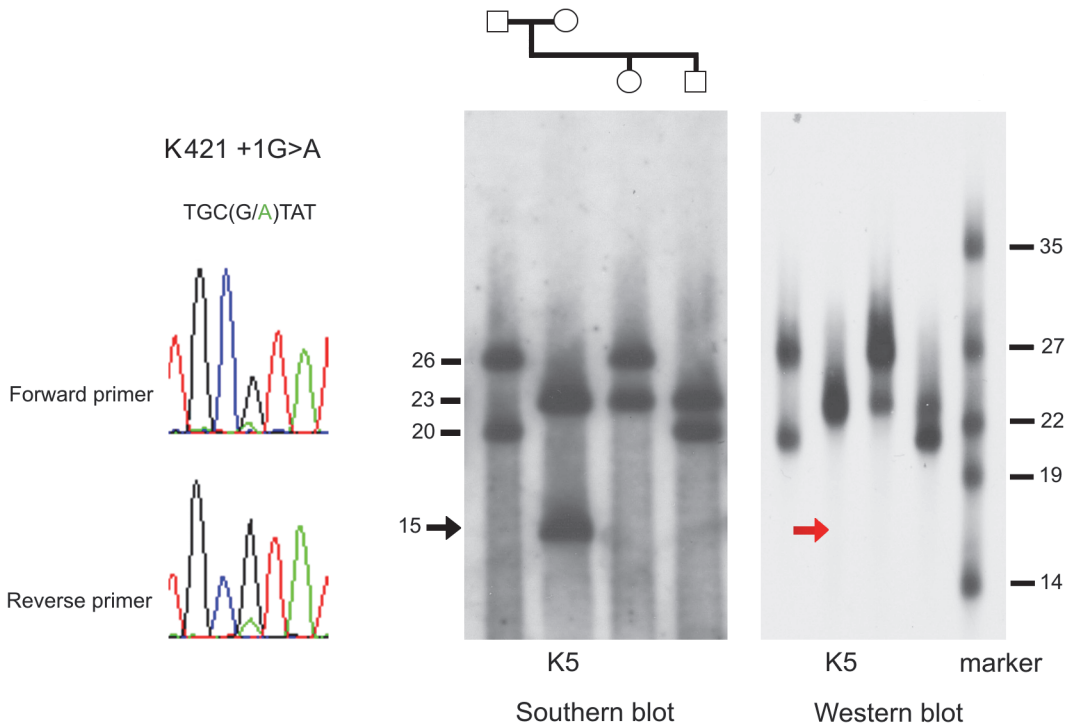 K421 +1G>A
TGC(G/A)TAT
Forward primer
Reverse primer
26
23
20
15
K5
Southern blot
35
27
22
19
14
K5
marker
Western blot